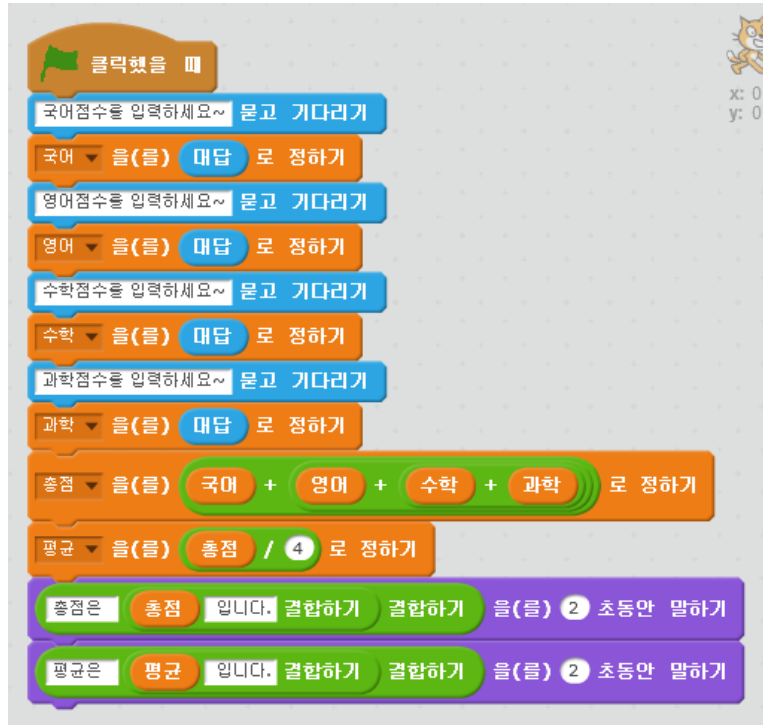 클릭했을 때
국어점수를 입력하세요~ 묻고 기다리기
국어 을(를) 대답 로 정하기
영어점수를 입력하세요~ 묻고 기다리기
영어 을(를) 대답 로 정하기
수학점수를 입력하세요~ 묻고 기다리기
수학 을(를) 대답 로 정하기
과학점수를 입력하세요~ 묻고 기다리기
과학 을(를) 대답 로 정하기
총점 을(를) 국어 + 영어 + 수학 + 과학 로 정하기
평균 을(를) 총점 / 4 로 정하기
총점은 총점 입니다. 결합하기 결합하기 을(를) 2 초동안 말하기
평균은 평균 입니다. 결합하기 결합하기 을(를) 2 초동안 말하기
x: 0
y: 0